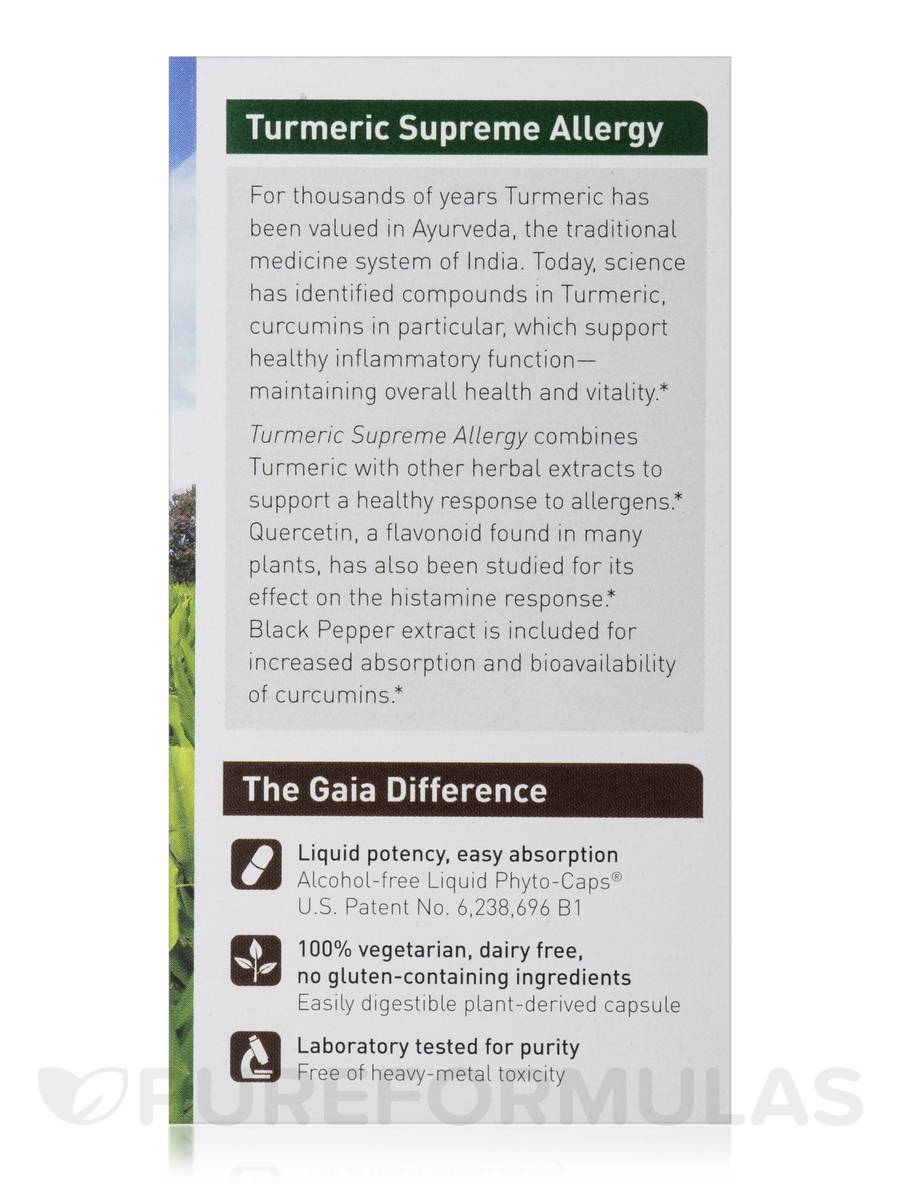 Turmeric Supreme Allergy
For thousands of years Turmeric has
been valued in Ayurveda, the traditional
medicine system of India. Today, science
has identified compounds in Turmeric,
curcumins in particular, which support
healthy inflammatory function—
maintaining overall health and vitality.*
Turmeric Supreme Allergy combines
Turmeric with other herbal extracts to
support a healthy response to allergens.*
Quercetin, a flavonoid found in many
plants, has also been studied for its
effect on the histamine response.*
Black Pepper extract is included for
increased absorption and bioavailability
of curcumins.*
The Gaia Difference
Liquid potency, easy absorption
Alcohol-free Liquid Phyto-Caps®
U.S. Patent No. 6,238,696 B1
100% vegetarian, dairy free,
no gluten-containing ingredients
Easily digestible plant-derived capsule
Laboratory tested for purity
Free of heavy-metal toxicity
PUREFORMULAS